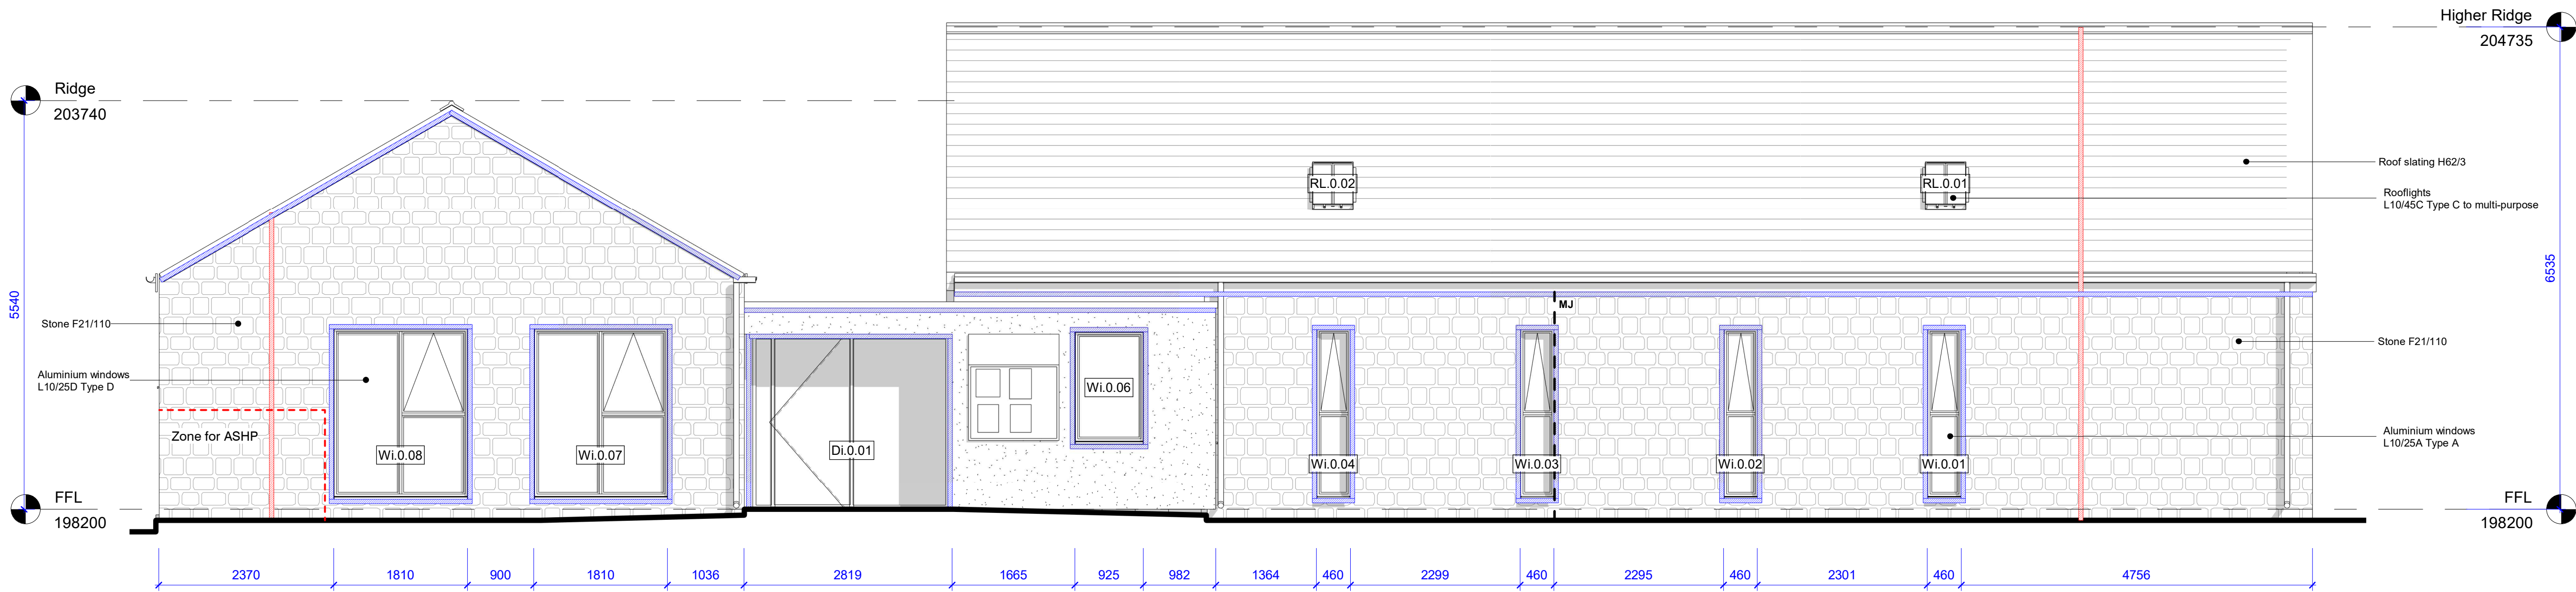 Higher Ridge
204735
Ridge
203740
Roof slating H62/3
RL.0.02
RL.0.01
Rooflights
L10/45C Type C to multi-purpose
5540
6535
MJ
Stone F21/110
Stone F21/110
Aluminium windows
L10/25D Type D
Wi.0.06
Zone for ASHP
Wi.0.08
Wi.0.07
Di.0.01
Wi.0.04
Wi.0.03
Wi.0.02
Wi.0.01
Aluminium windows
L10/25A Type A
FFL
198200
FFL
198200
2370 1810 900 1810 1036 2819 1665 925 982 1364 460 2299 460 2295 460 2301 460 4756